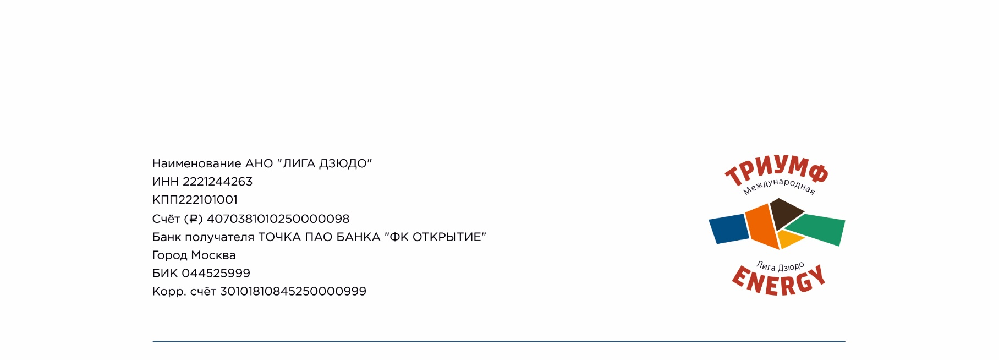 Наименование АНО "ЛИГА ДЗЮДО"
ИНН 2221244263
КПП222101001
Счёт (₽) 40703810102500000098
Банк получателя ТОЧКА ПАО БАНКА "ФК ОТКРЫТИЕ"
Город Москва
БИК 044525999
Корр. счёт 30101810845250000999
ТРИУМФ
Международная
Лига Дзюдо
ENERGY